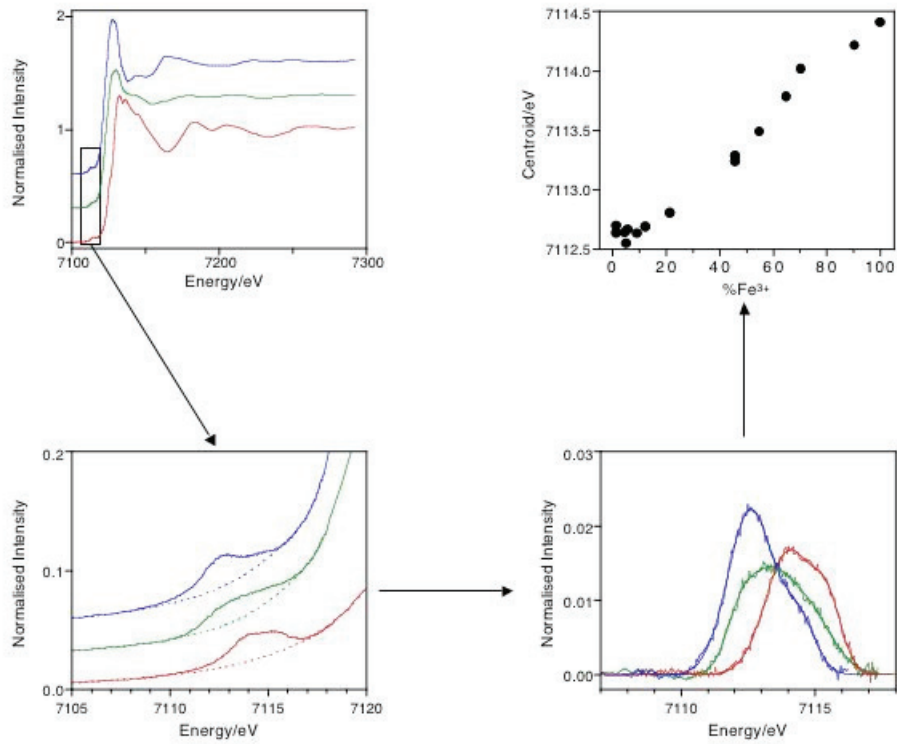 2
1
0
Normalised Intensity
7100 7200 7300
Energy/eV
7114.5
7114.0
7113.5
7113.0
7112.5
Centroid/eV
0 20 40 60 80 100
%Fe³⁺
0.2
0.1
0.0
Normalised Intensity
7105 7110 7115 7120
Energy/eV
0.03
0.02
0.01
0.00
Normalised Intensity
7110 7115
Energy/eV